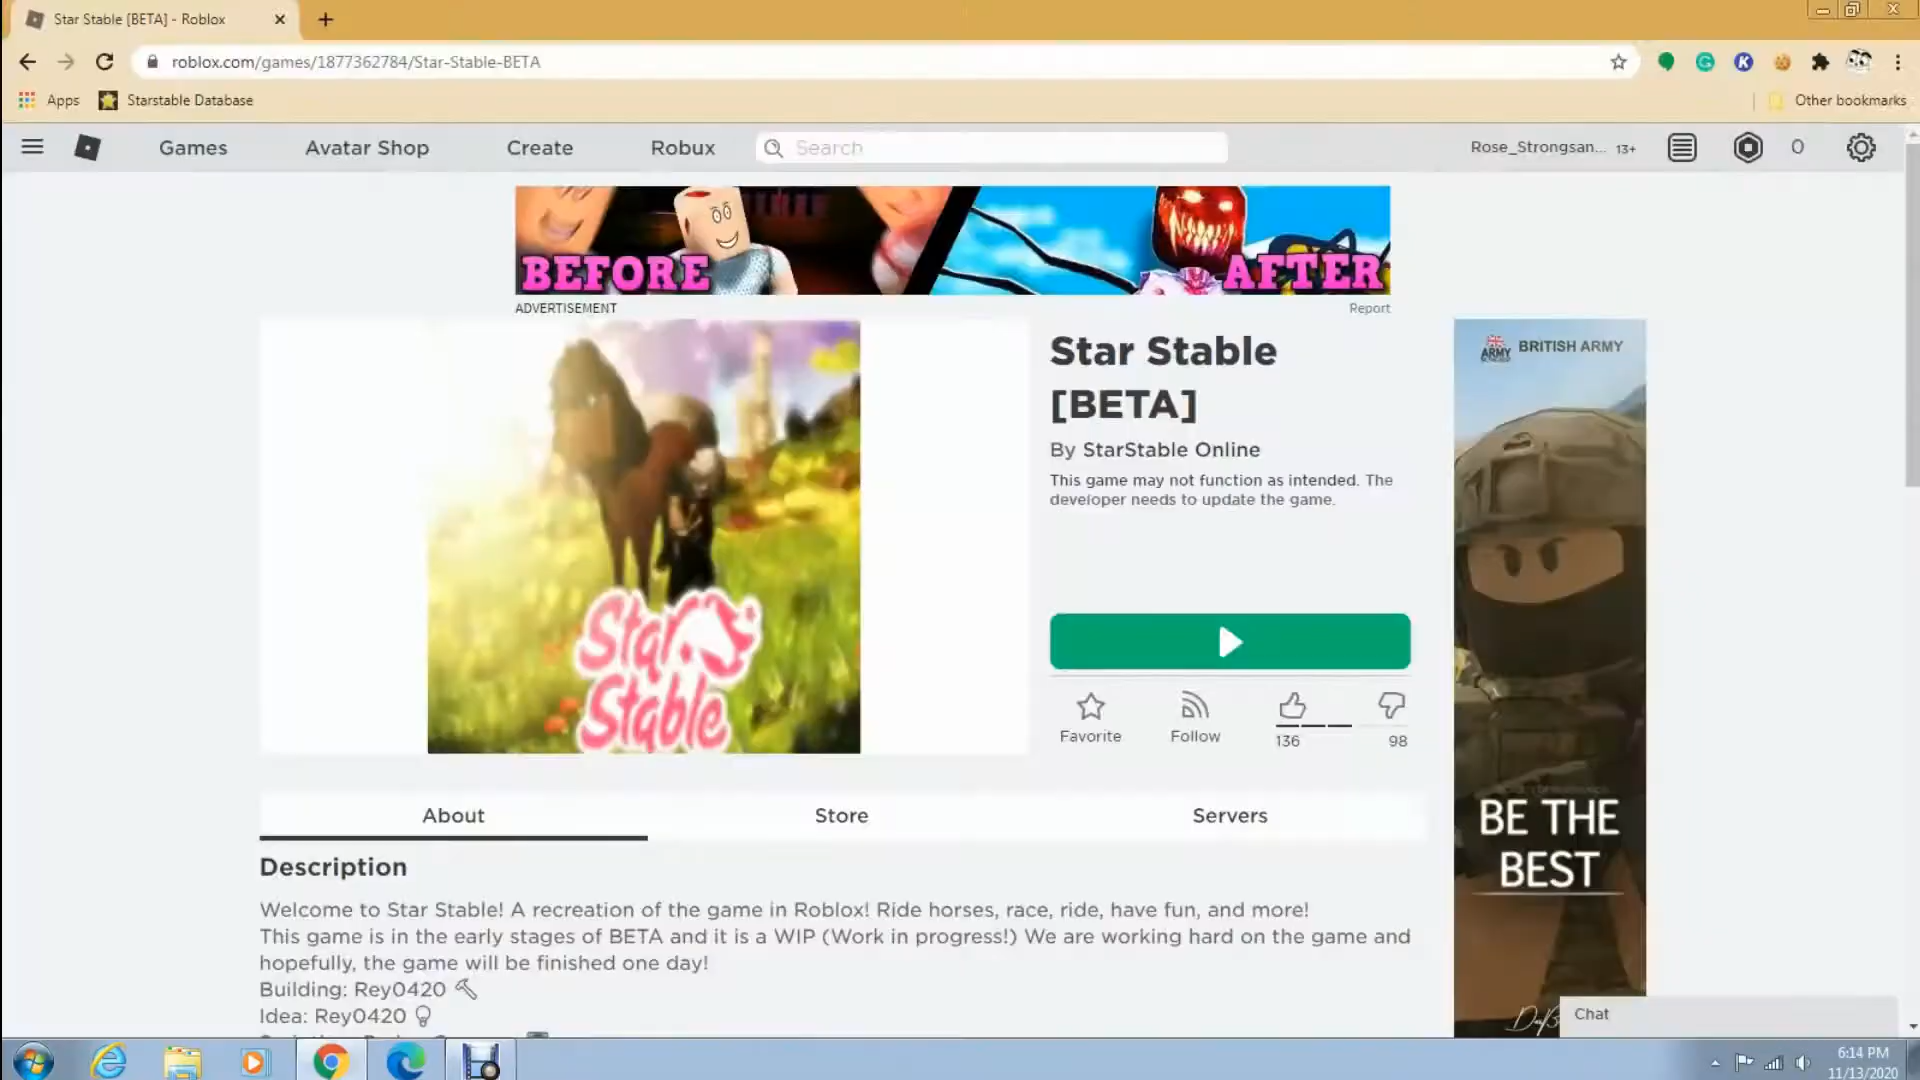 Star Stable [BETA] - Roblox
roblox.com/games/1877362784/Star-Stable-BETA
Apps Starstable Database Other bookmarks
Games Avatar Shop Create Robux Search Rose_Strongsan... 13+ 0
BEFORE AFTER
ADVERTISEMENT Report
Star Stable
[BETA]
By StarStable Online
This game may not function as intended. The
developer needs to update the game.
Star
Stable
Favorite Follow 136 98
ARMY BRITISH ARMY
BE THE
BEST
About Store Servers
Description
Welcome to Star Stable! A recreation of the game in Roblox! Ride horses, race, ride, have fun, and more!
This game is in the early stages of BETA and it is a WIP (Work in progress!) We are working hard on the game and
hopefully, the game will be finished one day!
Building: Rey0420
Idea: Rey0420
Chat
6:14 PM
11/13/2020